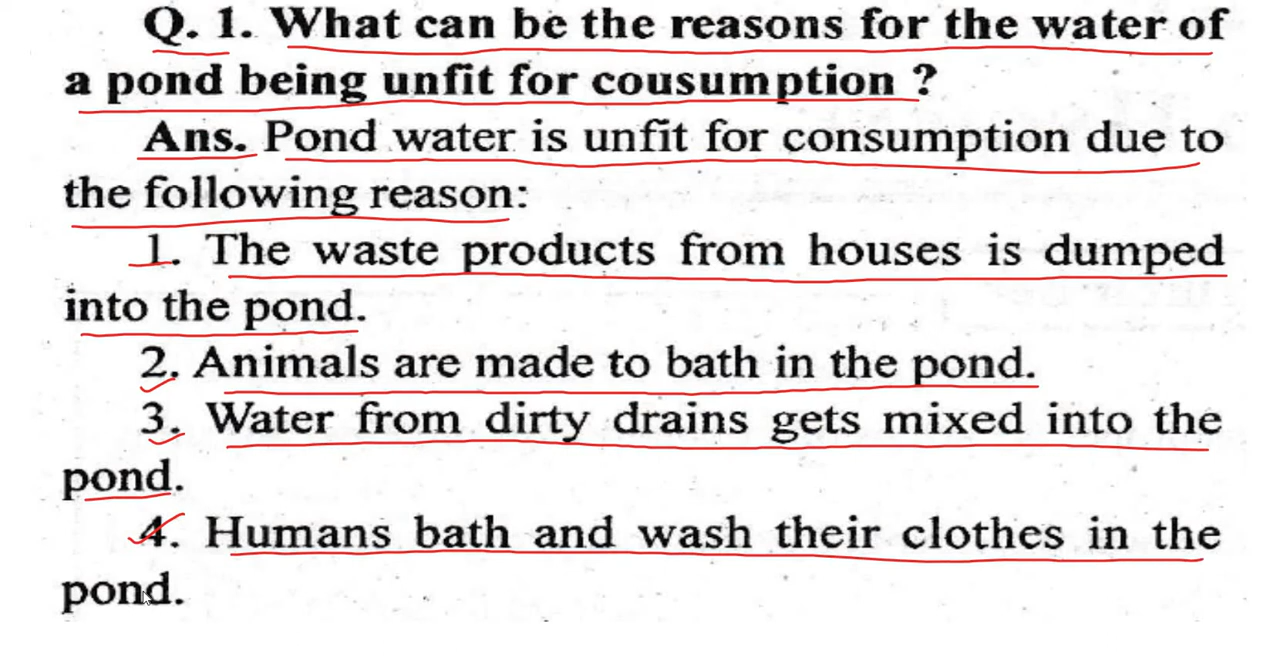 Q. 1. What can be the reasons for the water of
a pond being unfit for cousumption ?
Ans. Pond water is unfit for consumption due to
the following reason:
1. The waste products from houses is dumped
into the pond.
2. Animals are made to bath in the pond.
3. Water from dirty drains gets mixed into the
pond.
4. Humans bath and wash their clothes in the
pond.